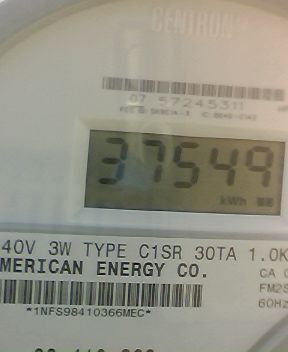 CENTRON
07 57245311
37549
kWh
40V 3W TYPE C1SR 30TA 1.0K
MERICAN ENERGY CO.
CA
FM2S
60Hz
*1NFS98410366MEC*